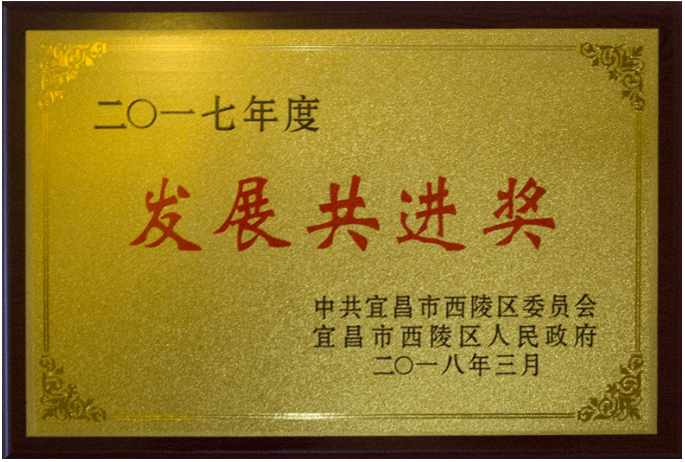 二〇一七年度
发展共进奖
中共宜昌市西陵区委员会
宜昌市西陵区人民政府
二〇一八年三月